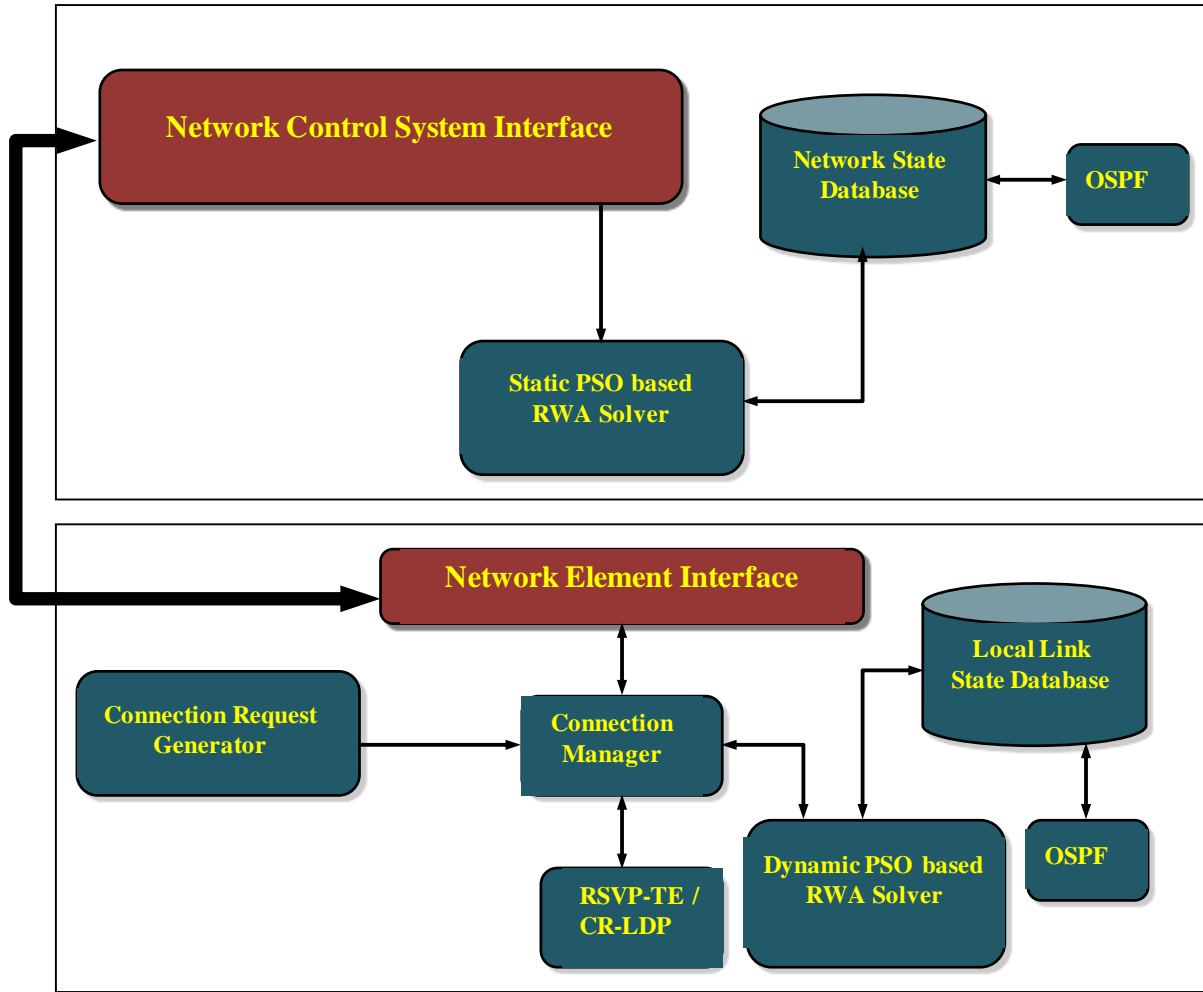 Network Control System Interface
Network State
Database
OSPF
Static PSO based
RWA Solver
Network Element Interface
Local Link
State Database
Connection Request
Generator
Connection
Manager
RSVP-TE /
CR-LDP
Dynamic PSO based
RWA Solver
OSPF